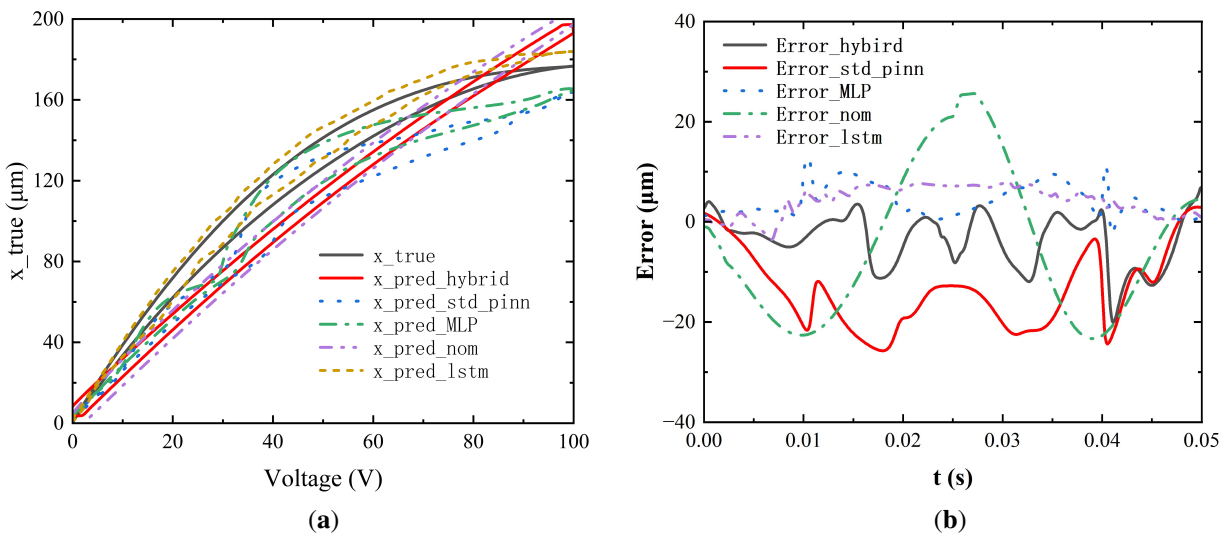 200
160
120
80
40
0
x_true (μm)
x_true
x_pred_hybrid
x_pred_std_pinn
x_pred_MLP
x_pred_nom
x_pred_lstm
0 20 40 60 80 100
Voltage (V)
(a)
40
20
0
−20
−40
Error (μm)
Error_hybird
Error_std_pinn
Error_MLP
Error_nom
Error_lstm
0.00 0.01 0.02 0.03 0.04 0.05
t (s)
(b)